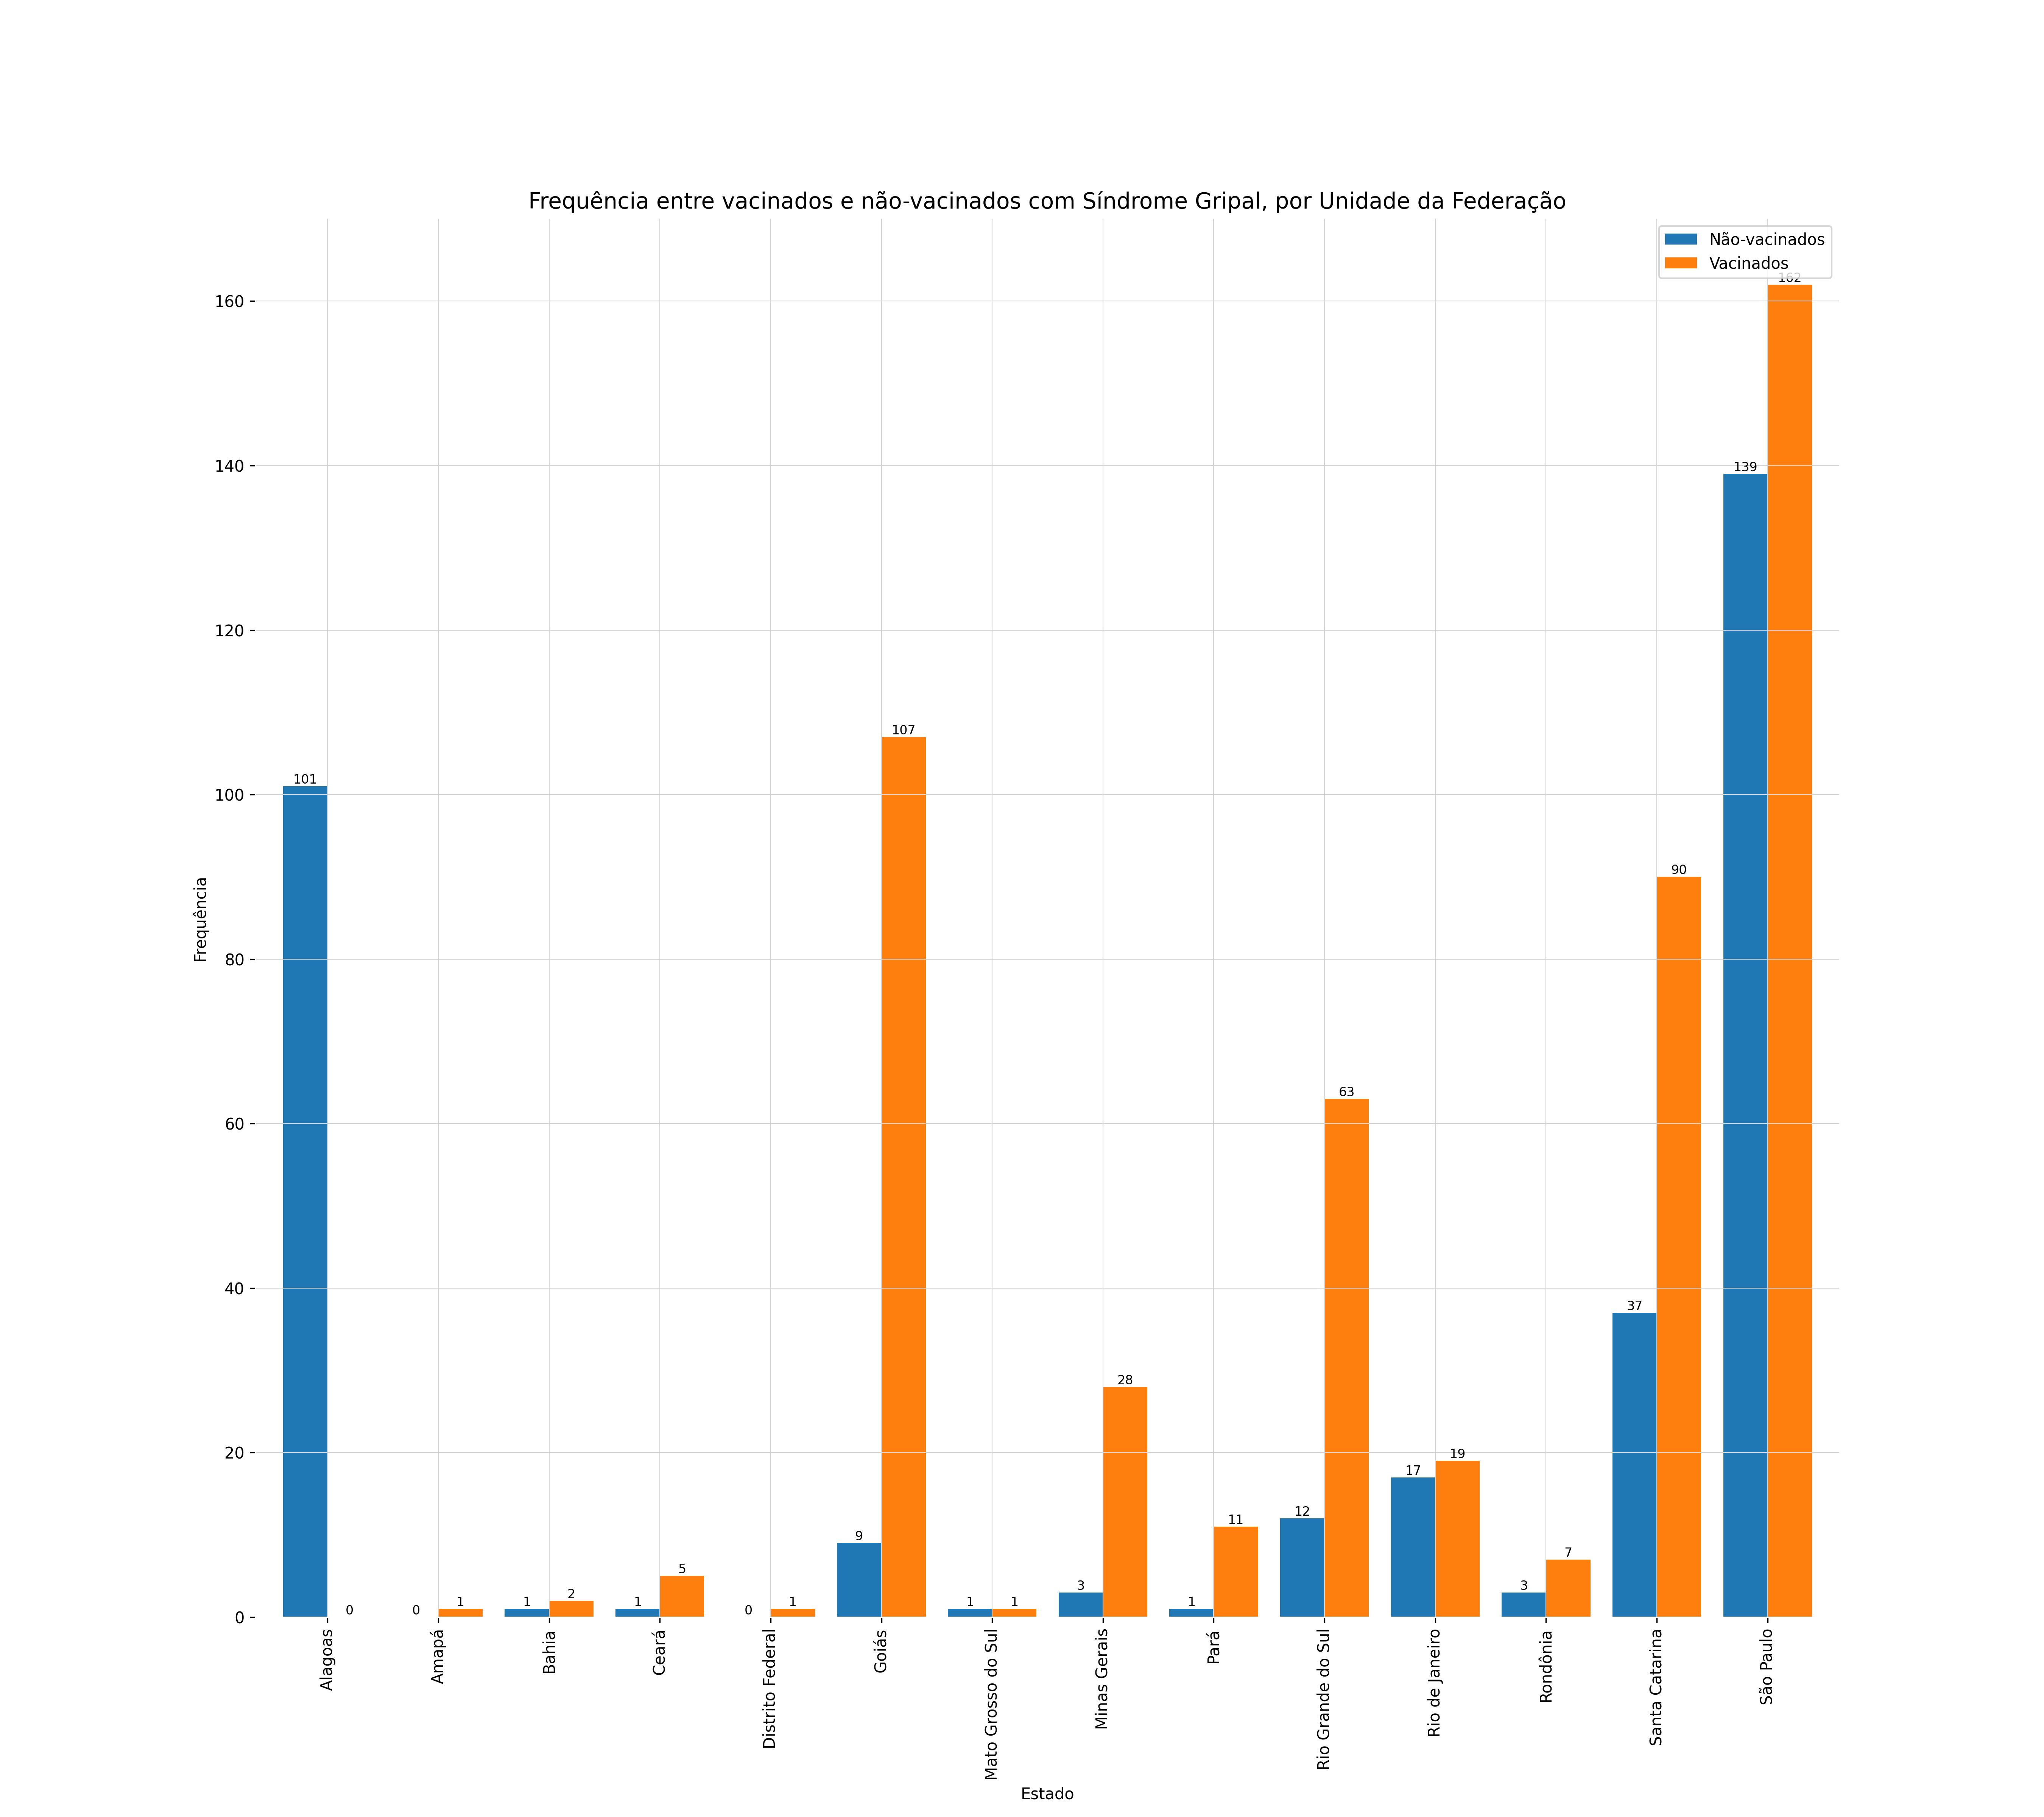 Frequência entre vacinados e não-vacinados com Síndrome Gripal, por Unidade da Federação
Não-vacinados
Vacinados
162
160
140
139
120
107
101
100
90
80
Frequência
63
60
40
37
28
20
19
17
12
11
9
7
5
3
3
2
1
1
1
1
1
1
1
0
0
0
0
Alagoas
Amapá
Bahia
Ceará
Distrito Federal
Goiás
Mato Grosso do Sul
Minas Gerais
Pará
Rio Grande do Sul
Rio de Janeiro
Rondônia
Santa Catarina
São Paulo
Estado